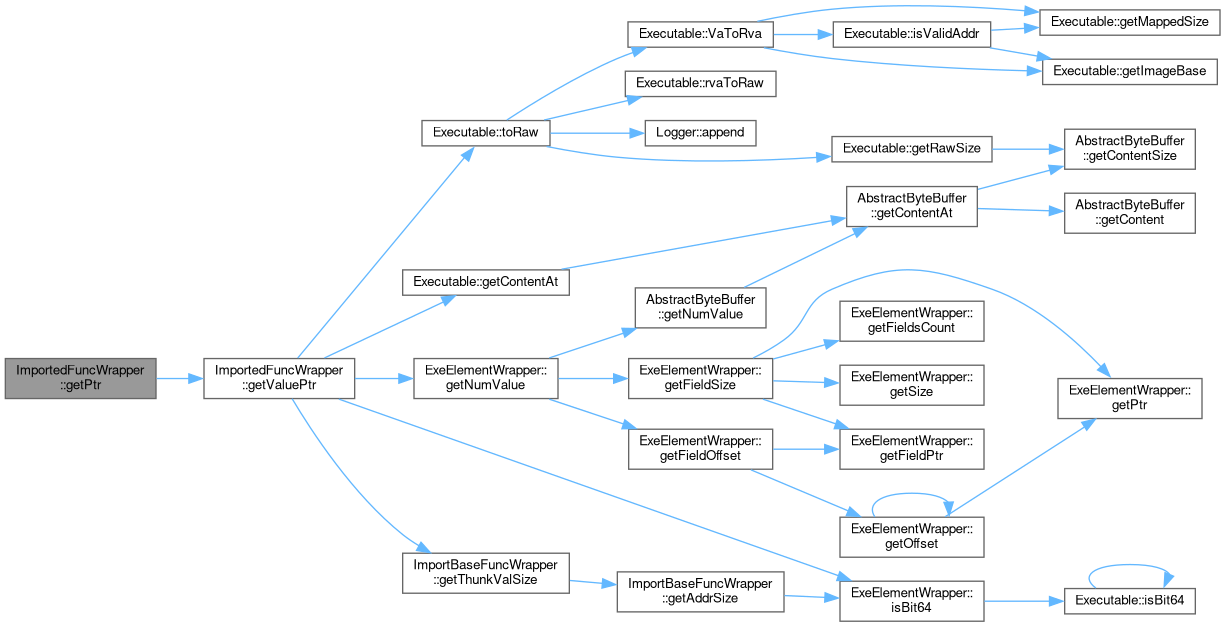 ImportedFuncWrapper
::getPtr
ImportedFuncWrapper
::getValuePtr
Executable::toRaw
Executable::VaToRva
Executable::isValidAddr
Executable::getMappedSize
Executable::getImageBase
Executable::rvaToRaw
Logger::append
Executable::getRawSize
AbstractByteBuffer
::getContentSize
Executable::getContentAt
AbstractByteBuffer
::getContentAt
AbstractByteBuffer
::getContent
ExeElementWrapper::
getNumValue
AbstractByteBuffer
::getNumValue
ExeElementWrapper::
getFieldSize
ExeElementWrapper::
getFieldsCount
ExeElementWrapper::
getSize
ExeElementWrapper::
getPtr
ExeElementWrapper::
getFieldOffset
ExeElementWrapper::
getFieldPtr
ExeElementWrapper::
getOffset
ImportBaseFuncWrapper
::getThunkValSize
ImportBaseFuncWrapper
::getAddrSize
ExeElementWrapper::
isBit64
Executable::isBit64